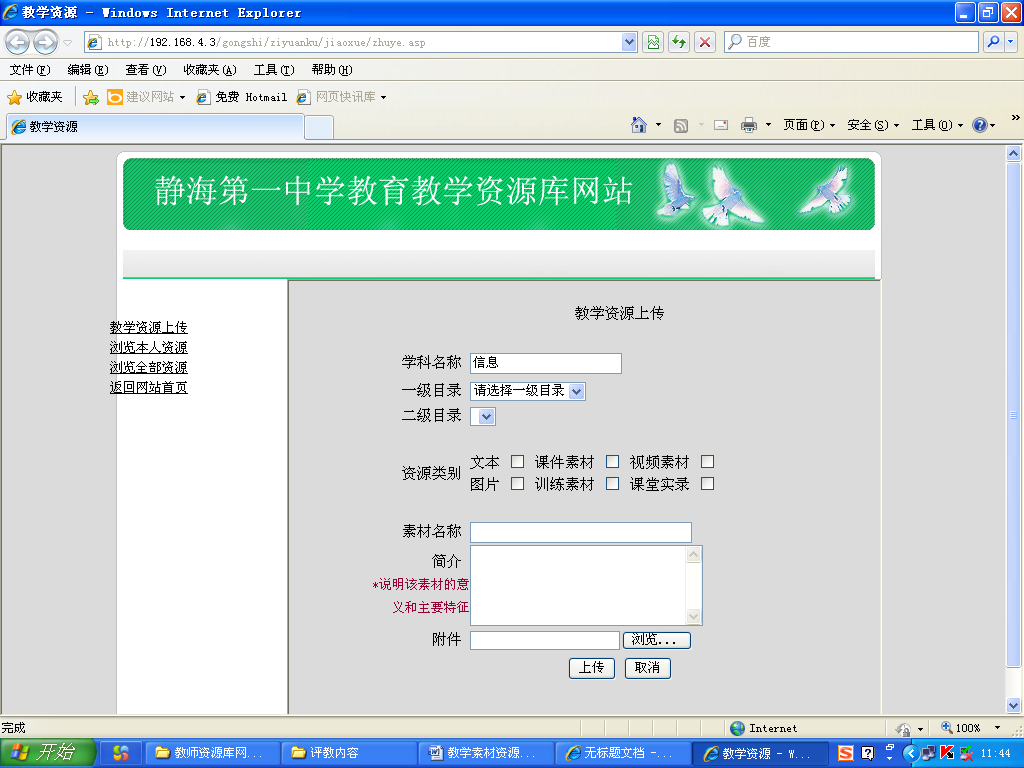 教学资源 - Windows Internet Explorer
http://192.168.4.3/gongshi/ziyuanku/jiaoxue/zhuye.asp
百度
文件(F) 编辑(E) 查看(V) 收藏夹(A) 工具(T) 帮助(H)
收藏夹 建议网站 免费 Hotmail 网页快讯库
教学资源
页面(P) 安全(S) 工具(O)
静海第一中学教育教学资源库网站
教学资源上传
浏览本人资源
浏览全部资源
返回网站首页
教学资源上传
学科名称 信息
一级目录 请选择一级目录
二级目录
资源类别 文本 课件素材 视频素材
图片 训练素材 课堂实录
素材名称
简介
*说明该素材的意
义和主要特征
附件 浏览...
上传 取消
完成 Internet 100%
开始 教师资源库网... 评教内容 教学素材资源... 无标题文档 -... 教学资源 - W... 11:44